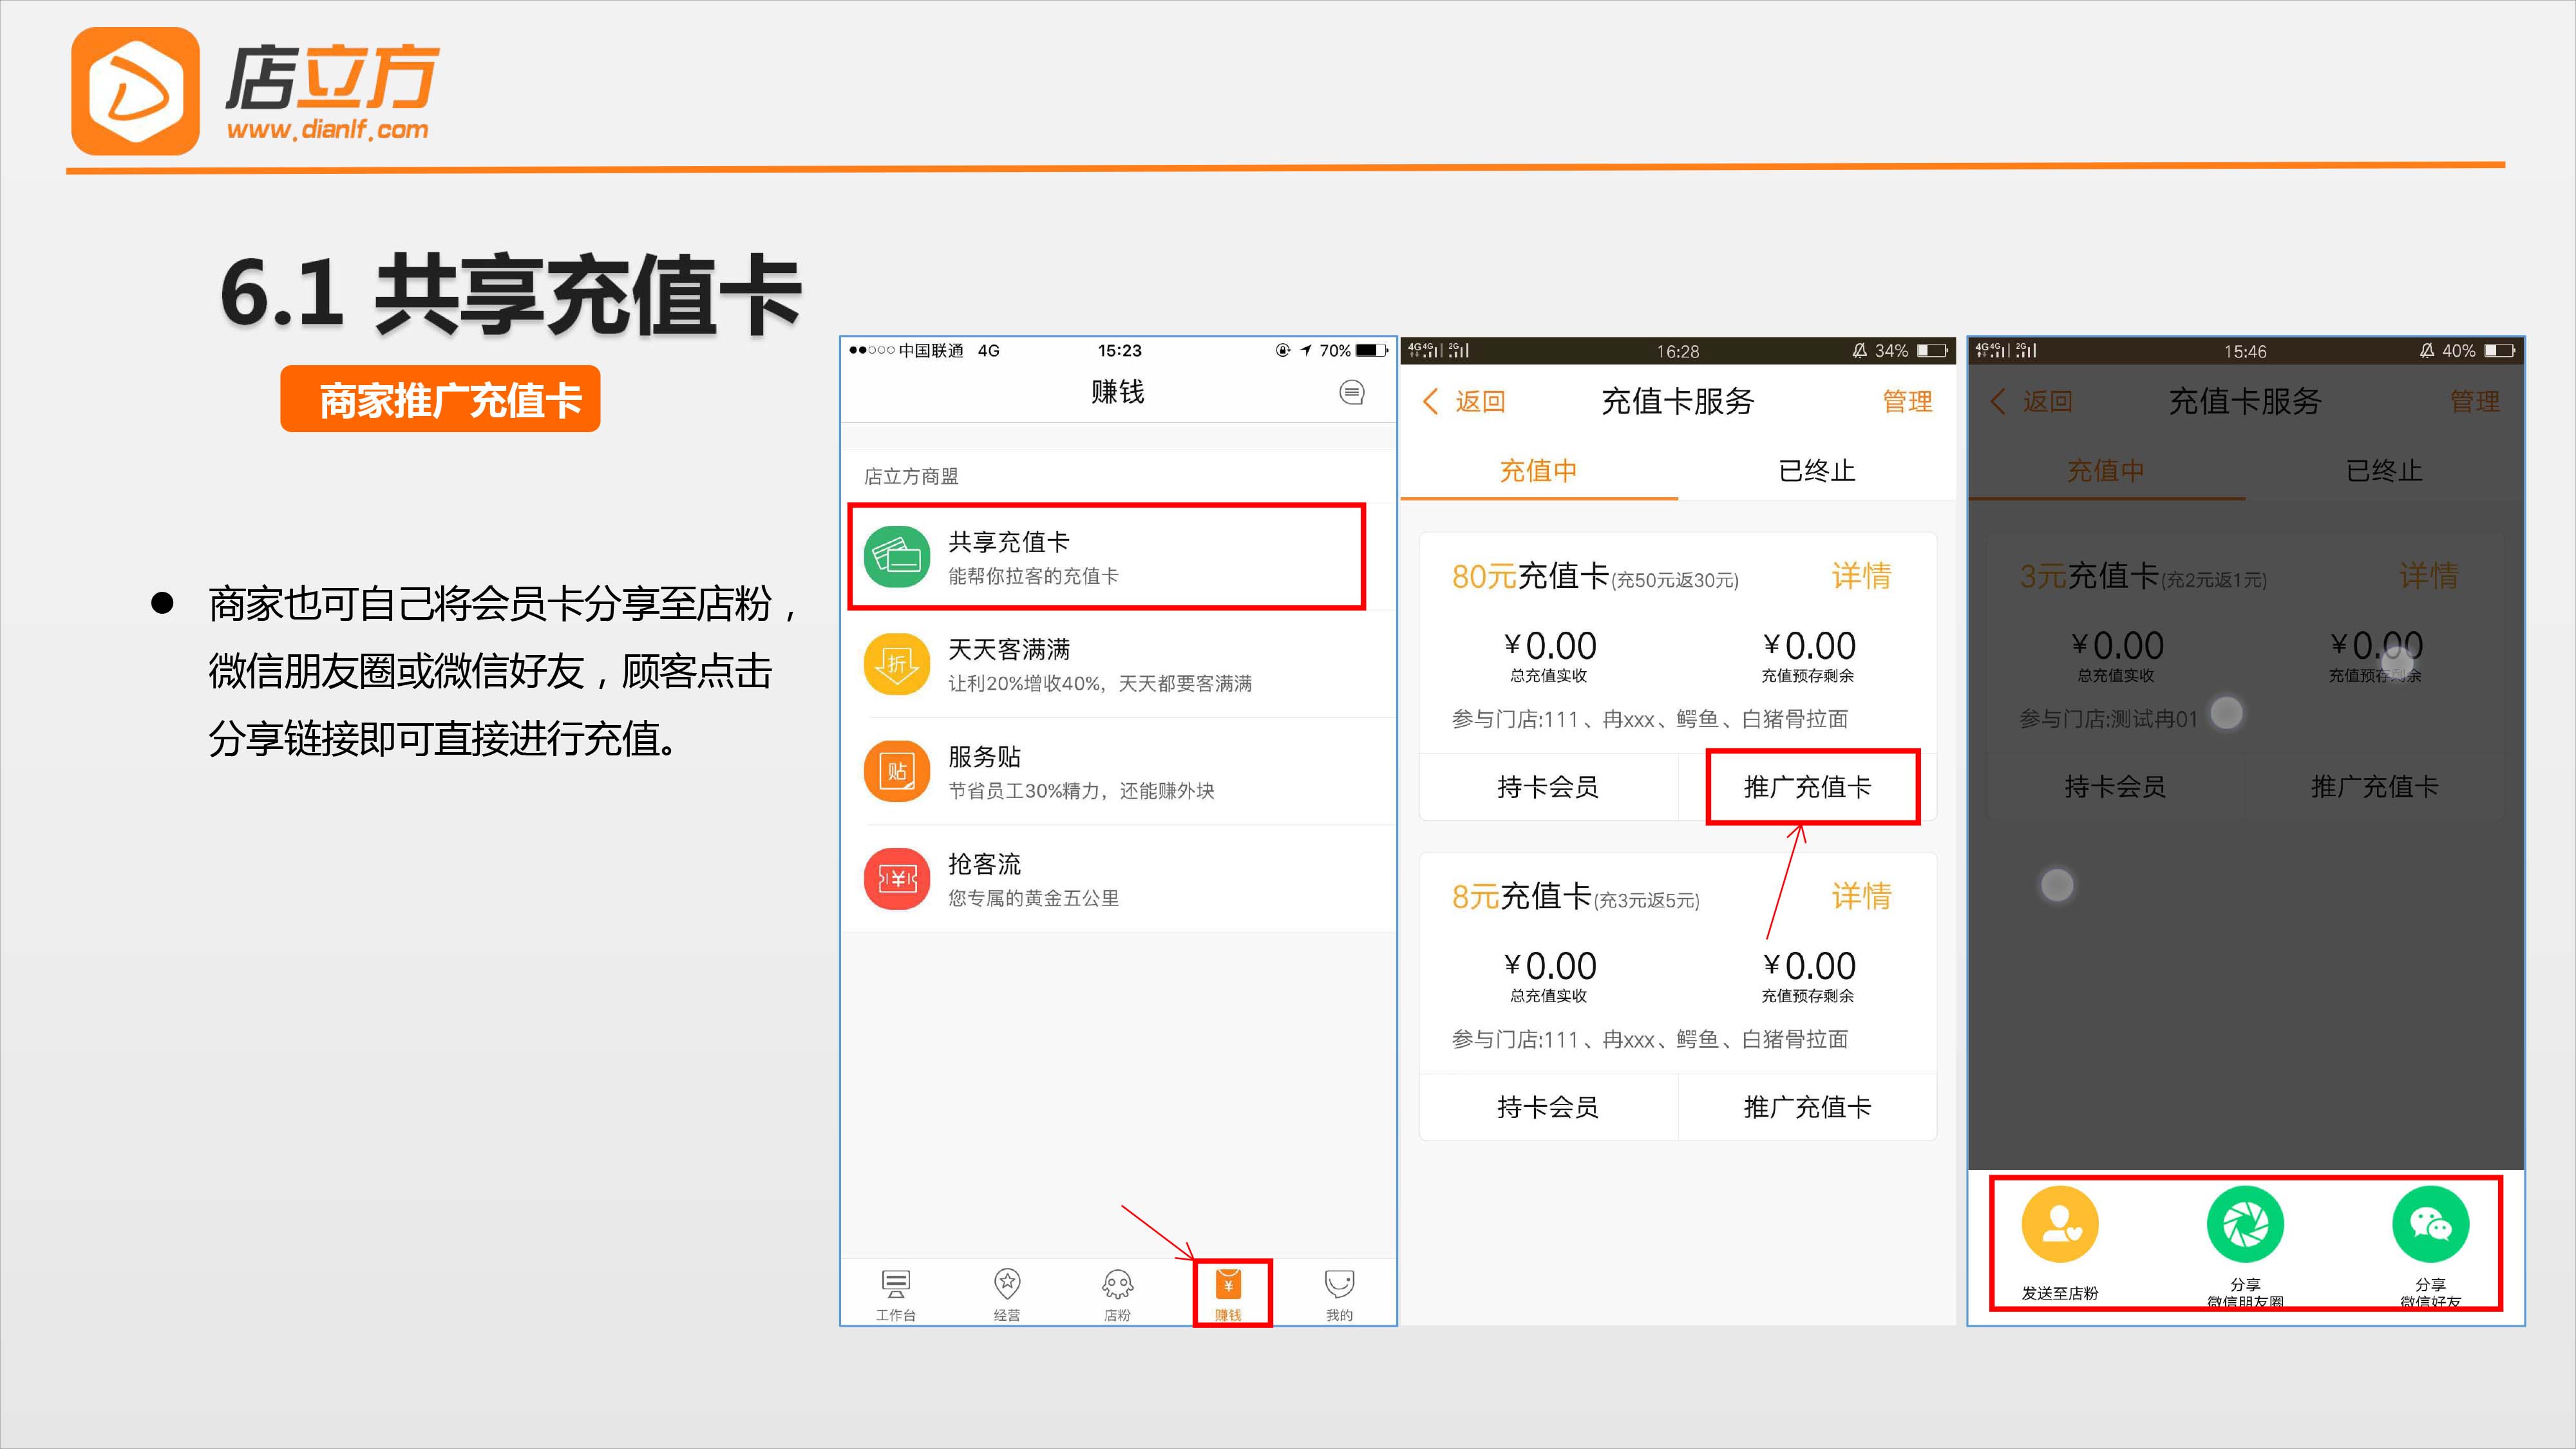 店立方
www.dianlf.com
6.1 共享充值卡
商家推广充值卡
● 商家也可自己将会员卡分享至店粉，
微信朋友圈或微信好友，顾客点击
分享链接即可直接进行充值。
中国联通 4G 15:23 70%
赚钱
店立方商盟
共享充值卡
能帮你拉客的充值卡
折
天天客满满
让利20%增收40%，天天都要客满满
贴
服务贴
节省员工30%精力，还能赚外块
抢客流
您专属的黄金五公里
工作台 经营 店粉 赚钱 我的
4G 4G 2G 16:28 34%
返回 充值卡服务 管理
充值中 已终止
80元充值卡(充50元返30元) 详情
¥0.00 ¥0.00
总充值实收 充值预存剩余
参与门店:111、冉xxx、鳄鱼、白猪骨拉面
持卡会员 推广充值卡
8元充值卡(充3元返5元) 详情
¥0.00 ¥0.00
总充值实收 充值预存剩余
参与门店:111、冉xxx、鳄鱼、白猪骨拉面
持卡会员 推广充值卡
4G 4G 2G 15:46 40%
返回 充值卡服务 管理
充值中 已终止
3元充值卡(充2元返1元) 详情
¥0.00 ¥0.00
总充值实收 充值预存剩余
参与门店:测试冉01
持卡会员 推广充值卡
发送至店粉
分享
微信朋友圈
分享
微信好友